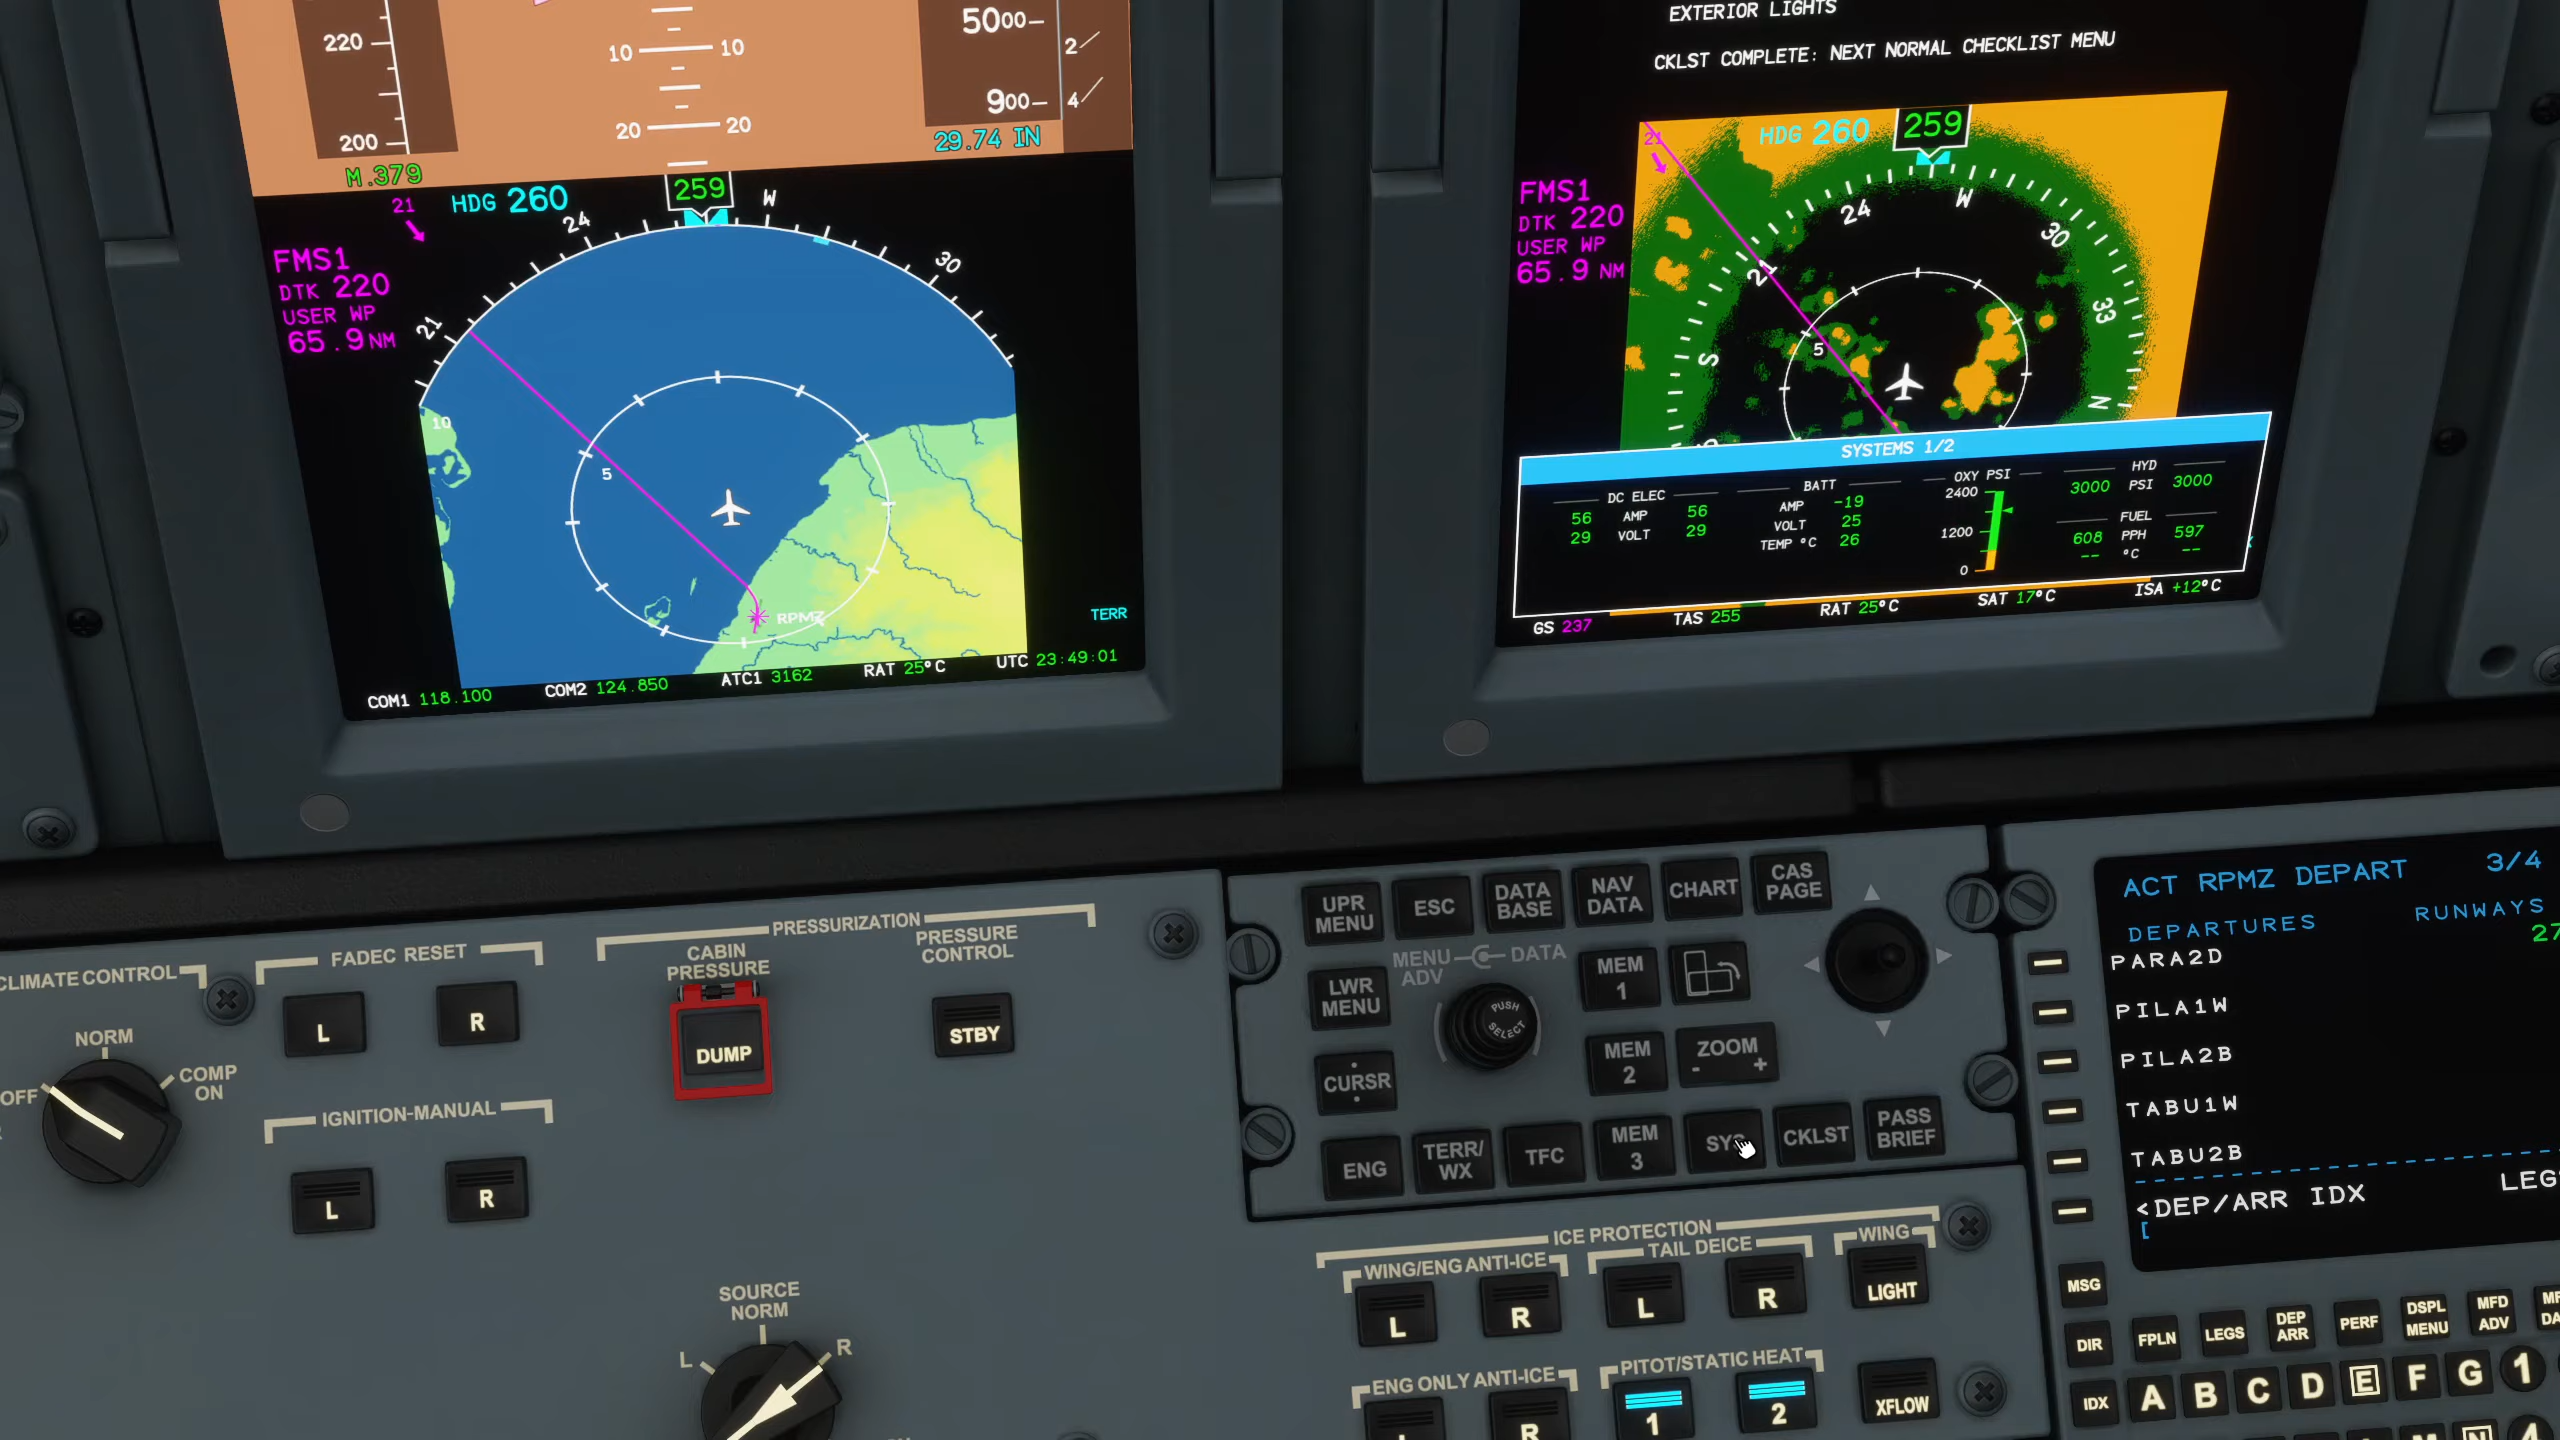 220
200
M.379
10 10
20 20
5000
900
2
4
29.74 IN
21
HDG 260
259
24
W
30
21
FMS1
DTK 220
USER WP
65.9 NM
10
5
RPMZ
TERR
COM1 118.100
COM2 124.850
ATC1 3162
RAT 25°C
UTC 23:49:01
EXTERIOR LIGHTS
CKLST COMPLETE: NEXT NORMAL CHECKLIST MENU
21
HDG 260
259
FMS1
DTK 220
USER WP
65.9 NM
S
21
24
W
30
33
N
5
SYSTEMS 1/2
DC ELEC
56 AMP 56
29 VOLT 29
BATT
AMP -19
VOLT 25
TEMP °C 26
OXY PSI
2400
1200
0
HYD
3000 PSI 3000
FUEL
608 PPH 597
-- °C --
GS 237
TAS 255
RAT 25°C
SAT 17°C
ISA +12°C
CLIMATE CONTROL
NORM
OFF
COMP ON
FADEC RESET
L
R
IGNITION-MANUAL
L
R
PRESSURIZATION
CABIN PRESSURE
DUMP
PRESSURE CONTROL
STBY
SOURCE
NORM
L
R
UPR MENU
ESC
DATA BASE
NAV DATA
CHART
CAS PAGE
LWR MENU
MENU ADV
DATA
PUSH SELECT
MEM 1
CURSR
MEM 2
ZOOM
- +
ENG
TERR/ WX
TFC
MEM 3
SYS
CKLST
PASS BRIEF
ICE PROTECTION
WING/ENG ANTI-ICE
L
R
TAIL DEICE
L
R
WING
LIGHT
ENG ONLY ANTI-ICE
R
PITOT/STATIC HEAT
1
2
XFLOW
ACT RPMZ DEPART 3/4
DEPARTURES RUNWAYS
27
PARA2D
PILA1W
PILA2B
TABU1W
TABU2B
<DEP/ARR IDX
[
MSG
DIR
FPLN
LEGS
DEP ARR
PERF
DSPL MENU
MFD ADV
IDX
A
B
C
D
E
F
G
1